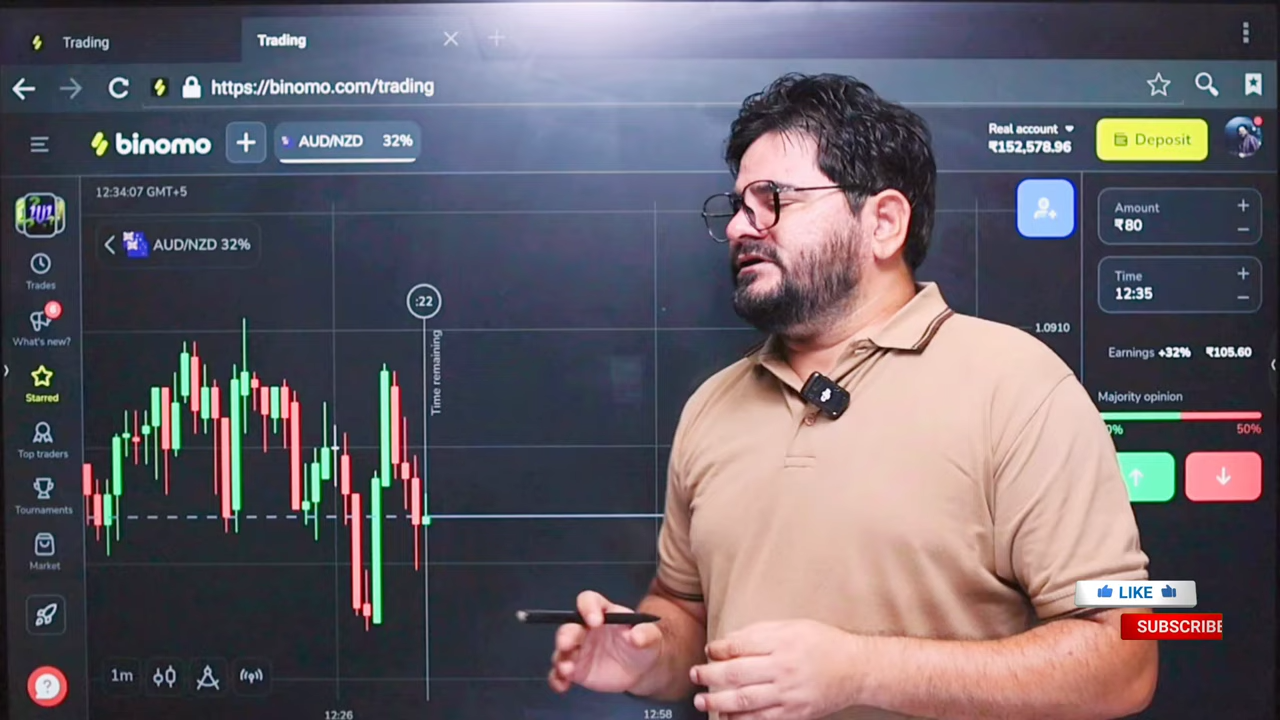 Trading
Trading
https://binomo.com/trading
binomo
AUD/NZD 32%
Real account
₹152,578.96
Deposit
12:34:07 GMT+5
AUD/NZD 32%
:22
Time remaining
Trades
8
What's new?
Starred
Top traders
Tournaments
Market
Amount
₹80
Time
12:35
1.0910
Earnings +32% ₹105.60
Majority opinion
0% 50%
1m
12:26 12:58
LIKE
SUBSCRIBE